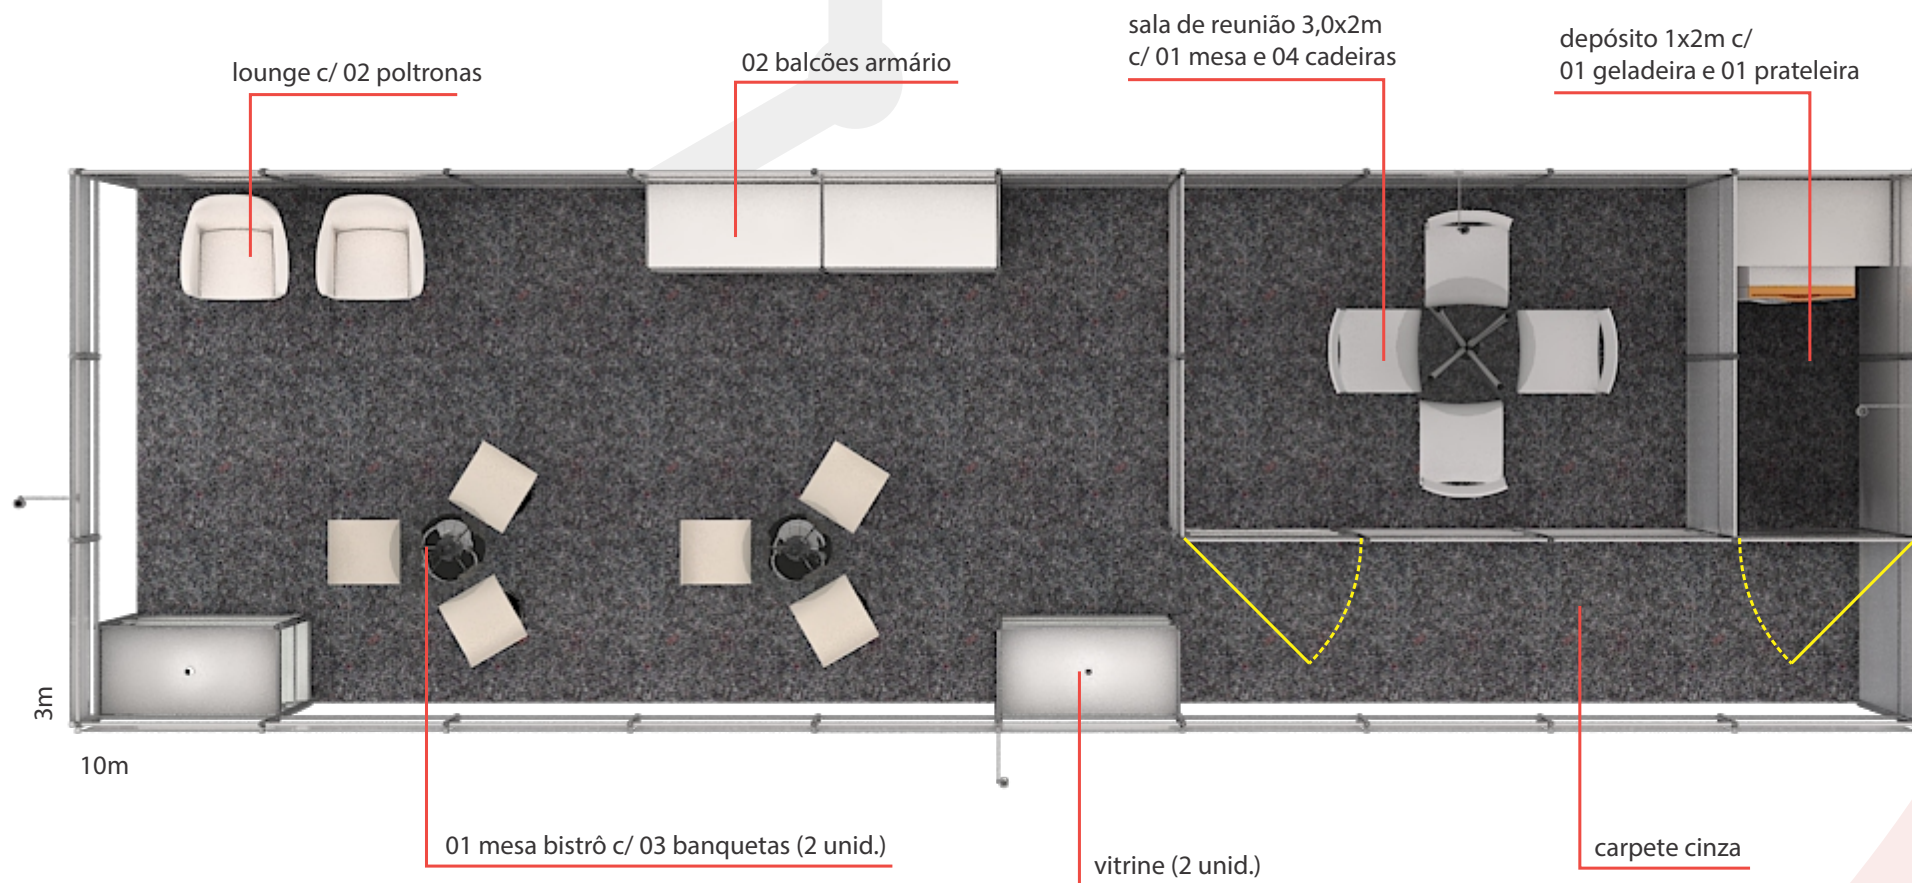 lounge c/ 02 poltronas
02 balcões armário
sala de reunião 3,0x2m
c/ 01 mesa e 04 cadeiras
depósito 1x2m c/
01 geladeira e 01 prateleira
3m
10m
01 mesa bistrô c/ 03 banquetas (2 unid.)
vitrine (2 unid.)
carpete cinza